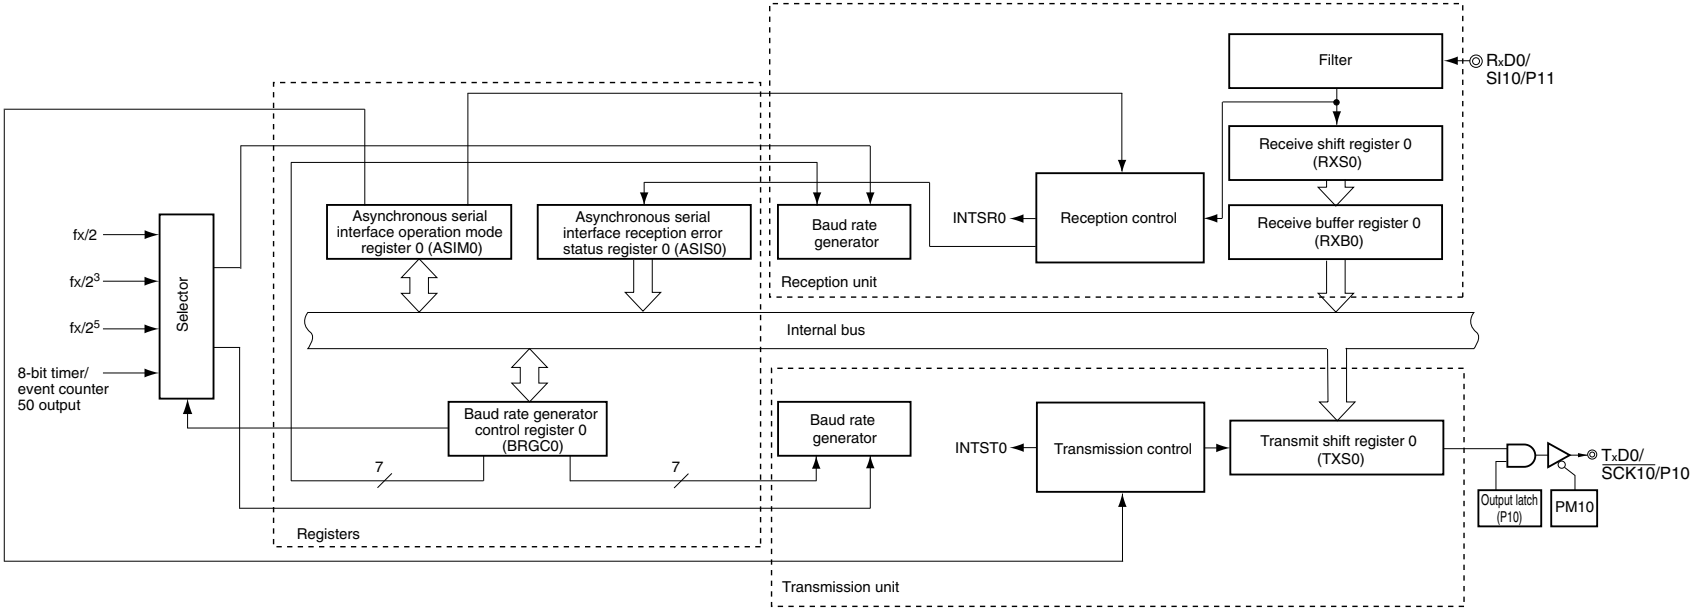 Filter
RxD0/
SI10/P11
Receive shift register 0
(RXS0)
Asynchronous serial
interface operation mode
register 0 (ASIM0)
Asynchronous serial
interface reception error
status register 0 (ASIS0)
Baud rate
generator
INTSR0
Reception control
Receive buffer register 0
(RXB0)
Reception unit
fx/2
fx/2³
fx/2⁵
8-bit timer/
event counter
50 output
Selector
Internal bus
Baud rate generator
control register 0
(BRGC0)
7
7
Registers
Baud rate
generator
INTST0
Transmission control
Transmit shift register 0
(TXS0)
TxD0/
SCK10/P10
Output latch
(P10)
PM10
Transmission unit